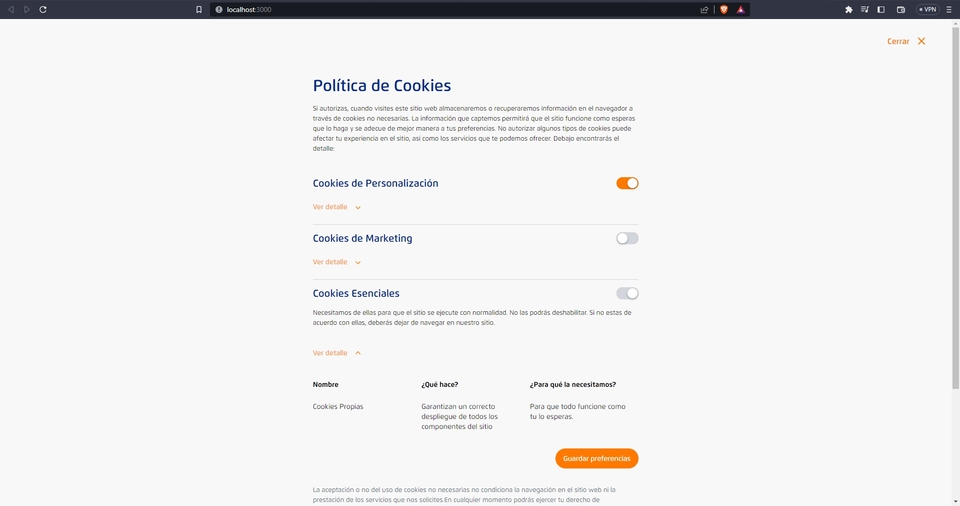 localhost:3000
VPN
Cerrar
Política de Cookies
Si autorizas, cuando visites este sitio web almacenaremos o recuperaremos información en el navegador a
través de cookies no necesarias. La información que captemos permitirá que el sitio funcione como esperas
que lo haga y se adecue de mejor manera a tus preferencias. No autorizar algunos tipos de cookies puede
afectar tu experiencia en el sitio, así como los servicios que te podemos ofrecer. Debajo encontrarás el
detalle:
Cookies de Personalización
Ver detalle
Cookies de Marketing
Ver detalle
Cookies Esenciales
Necesitamos de ellas para que el sitio se ejecute con normalidad. No las podrás deshabilitar. Si no estas de
acuerdo con ellas, deberás dejar de navegar en nuestro sitio.
Ver detalle
Nombre ¿Qué hace? ¿Para qué la necesitamos?
Cookies Propias Garantizan un correcto Para que todo funcione como
despliegue de todos los tu lo esperas.
componentes del sitio
Guardar preferencias
La aceptación o no del uso de cookies no necesarias no condiciona la navegación en el sitio web ni la
prestación de los servicios que nos solicites.En cualquier momento podrás ejercer tu derecho de